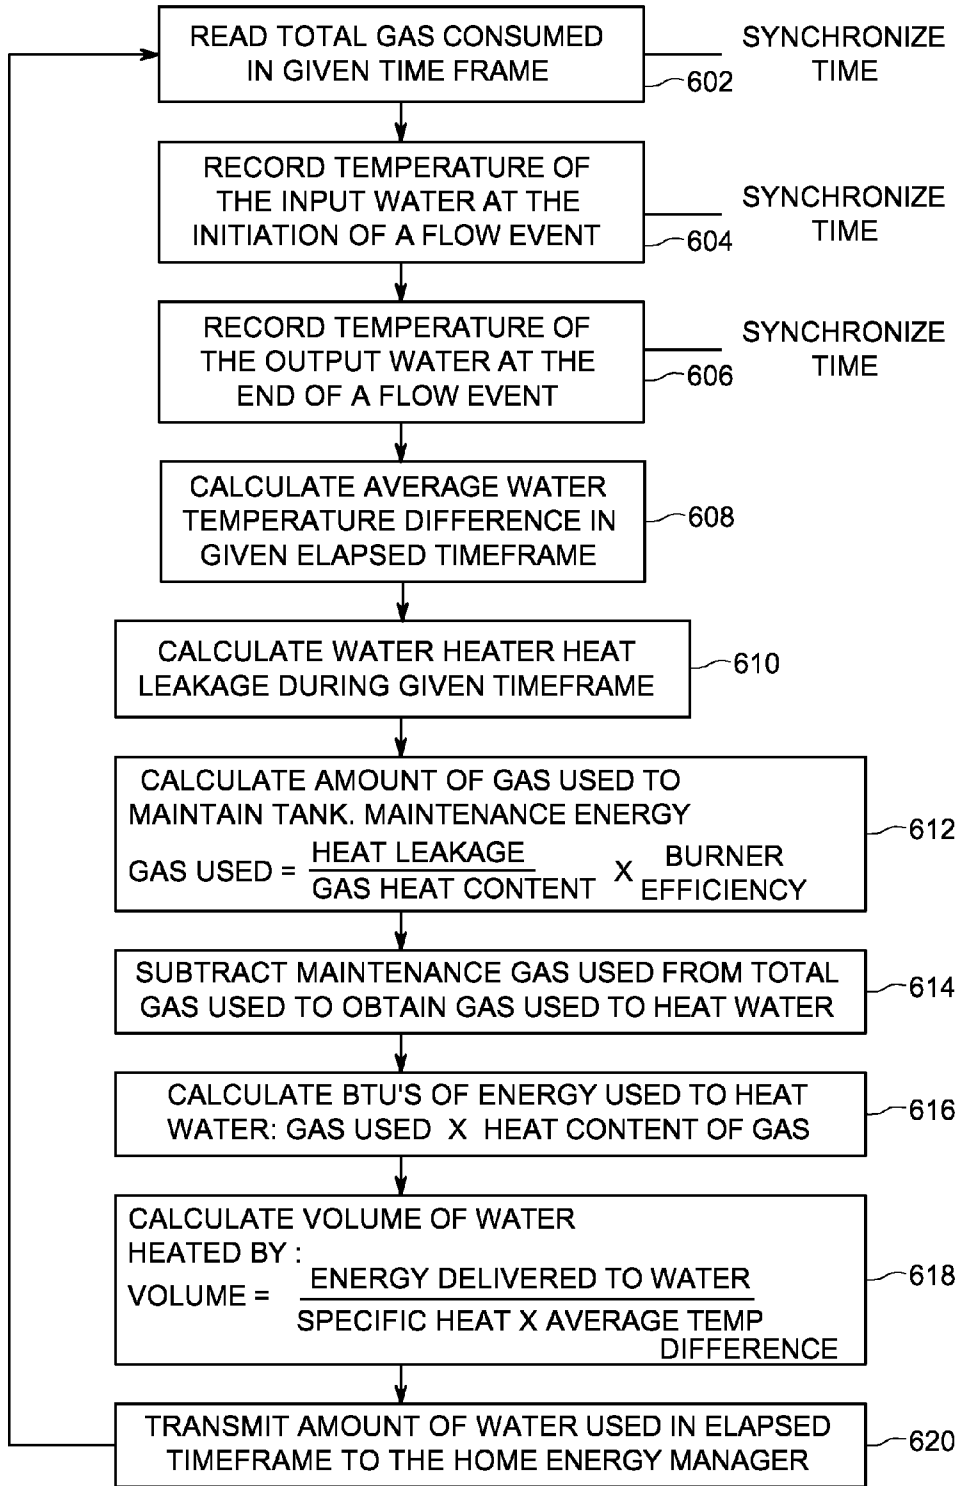 READ TOTAL GAS CONSUMED
IN GIVEN TIME FRAME
602
SYNCHRONIZE
TIME
RECORD TEMPERATURE OF
THE INPUT WATER AT THE
INITIATION OF A FLOW EVENT
604
SYNCHRONIZE
TIME
RECORD TEMPERATURE OF
THE OUTPUT WATER AT THE
END OF A FLOW EVENT
606
SYNCHRONIZE
TIME
CALCULATE AVERAGE WATER
TEMPERATURE DIFFERENCE IN
GIVEN ELAPSED TIMEFRAME
608
CALCULATE WATER HEATER HEAT
LEAKAGE DURING GIVEN TIMEFRAME
610
CALCULATE AMOUNT OF GAS USED TO
MAINTAIN TANK. MAINTENANCE ENERGY
GAS USED = HEAT LEAKAGE
GAS HEAT CONTENT
X BURNER
EFFICIENCY
612
SUBTRACT MAINTENANCE GAS USED FROM TOTAL
GAS USED TO OBTAIN GAS USED TO HEAT WATER
614
CALCULATE BTU'S OF ENERGY USED TO HEAT
WATER: GAS USED X HEAT CONTENT OF GAS
616
CALCULATE VOLUME OF WATER
HEATED BY :
VOLUME = ENERGY DELIVERED TO WATER
SPECIFIC HEAT X AVERAGE TEMP
DIFFERENCE
618
TRANSMIT AMOUNT OF WATER USED IN ELAPSED
TIMEFRAME TO THE HOME ENERGY MANAGER
620